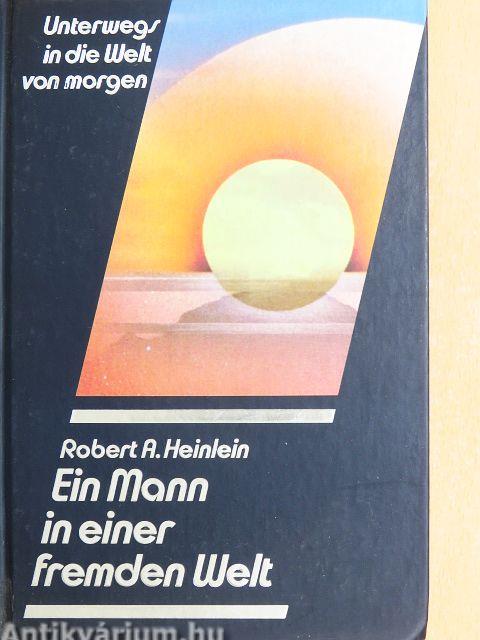 Unterwegs
in die Welt
von morgen
Robert A. Heinlein
Ein Mann
in einer
fremden Welt
Antikvárium.hu